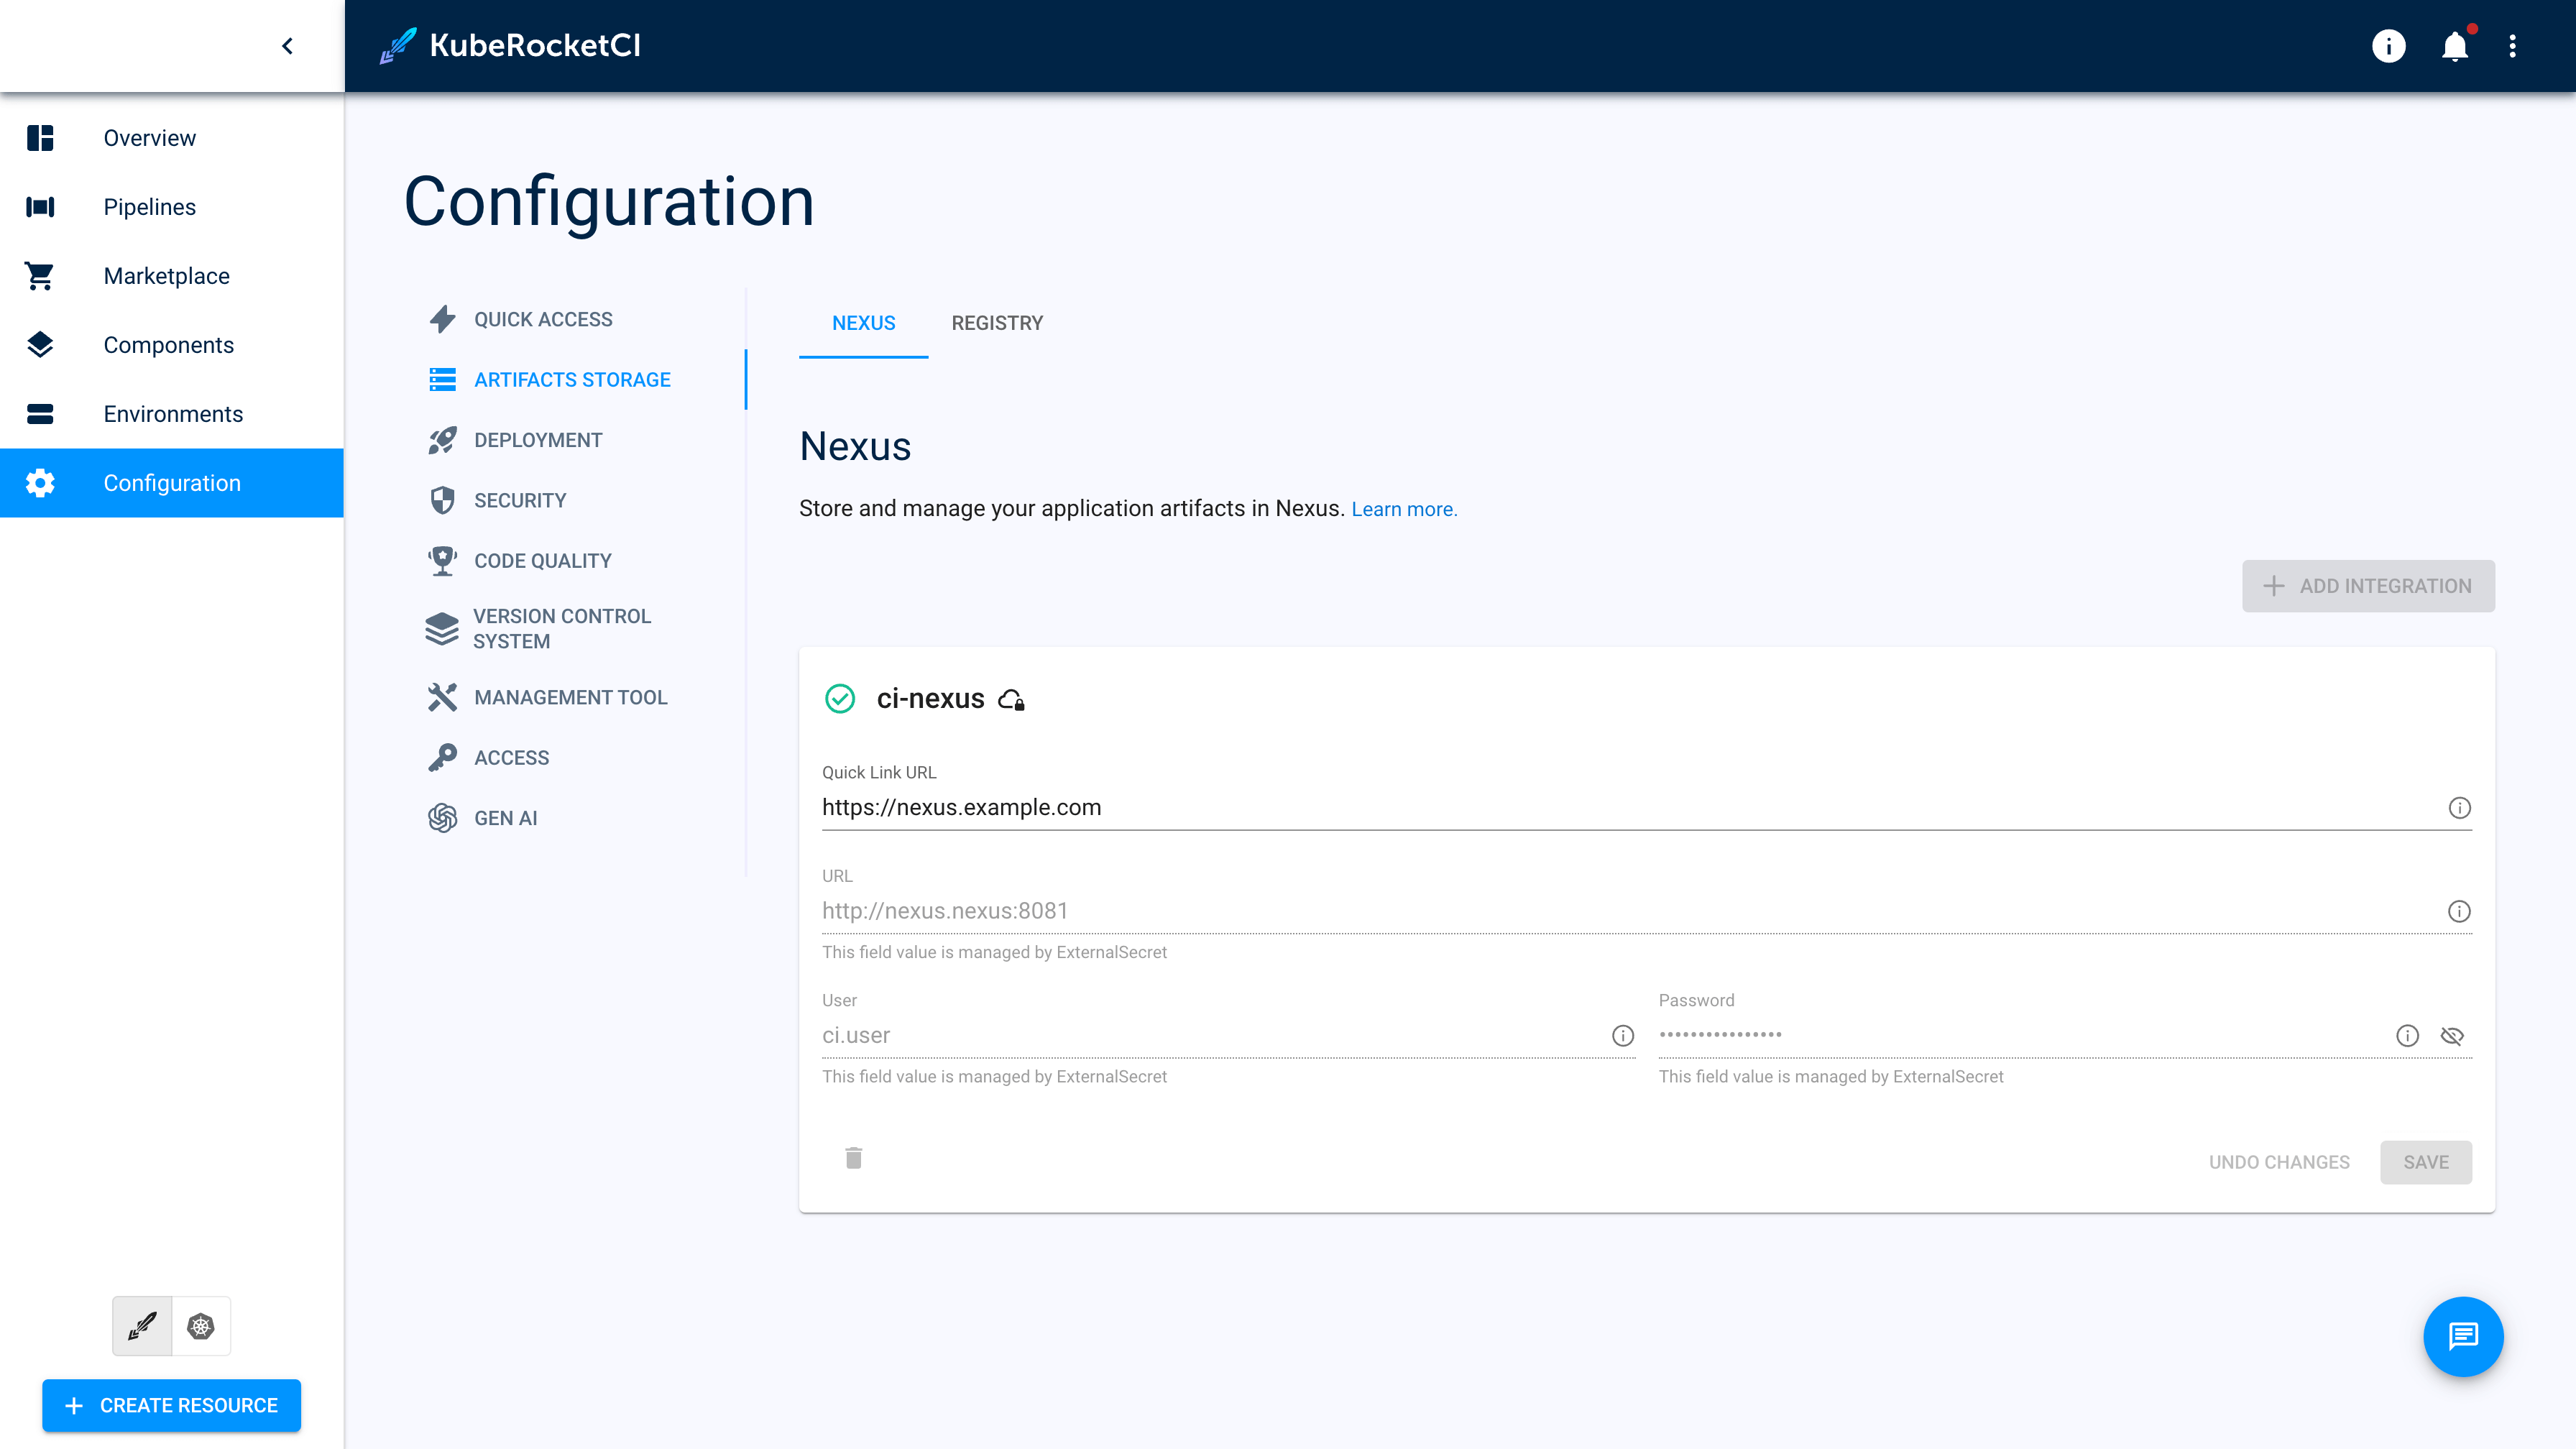 KubeRocketCI
Overview
Pipelines
Marketplace
Components
Environments
Configuration
CREATE RESOURCE
Configuration
QUICK ACCESS
ARTIFACTS STORAGE
DEPLOYMENT
SECURITY
CODE QUALITY
VERSION CONTROL
SYSTEM
MANAGEMENT TOOL
ACCESS
GEN AI
NEXUS
REGISTRY
Nexus
Store and manage your application artifacts in Nexus. Learn more.
ADD INTEGRATION
ci-nexus
Quick Link URL
https://nexus.example.com
URL
http://nexus.nexus:8081
This field value is managed by ExternalSecret
User
ci.user
This field value is managed by ExternalSecret
Password
••••••••••••••••
This field value is managed by ExternalSecret
UNDO CHANGES
SAVE